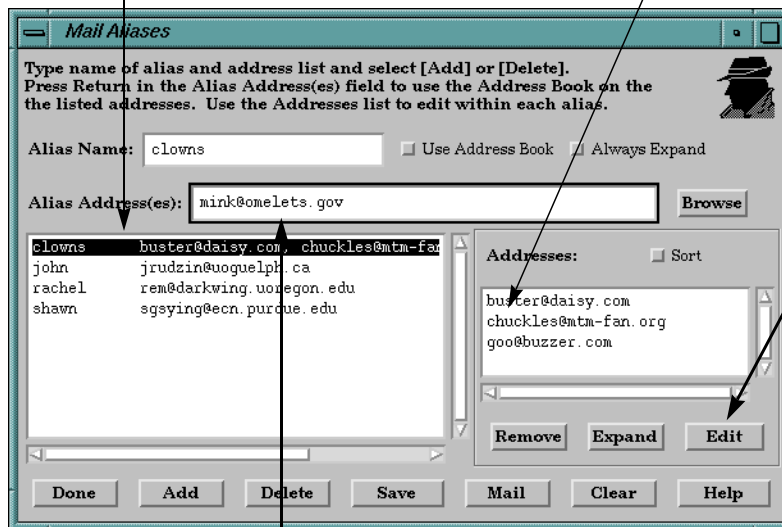 Mail Aliases
Type name of alias and address list and select [Add] or [Delete].
Press Return in the Alias Address(es) field to use the Address Book on the
the listed addresses. Use the Addresses list to edit within each alias.
Alias Name: clowns Use Address Book Always Expand
Alias Address(es): mink@omelets.gov Browse
clowns buster@daisy.com, chuckles@mtm-fan
john jrudzin@uoguelph.ca
rachel rem@darkwing.uoregon.edu
shawn sgsying@ecn.purdue.edu
Addresses: Sort
buster@daisy.com
chuckles@mtm-fan.org
goo@buzzer.com
Remove Expand Edit
Done Add Delete Save Mail Clear Help